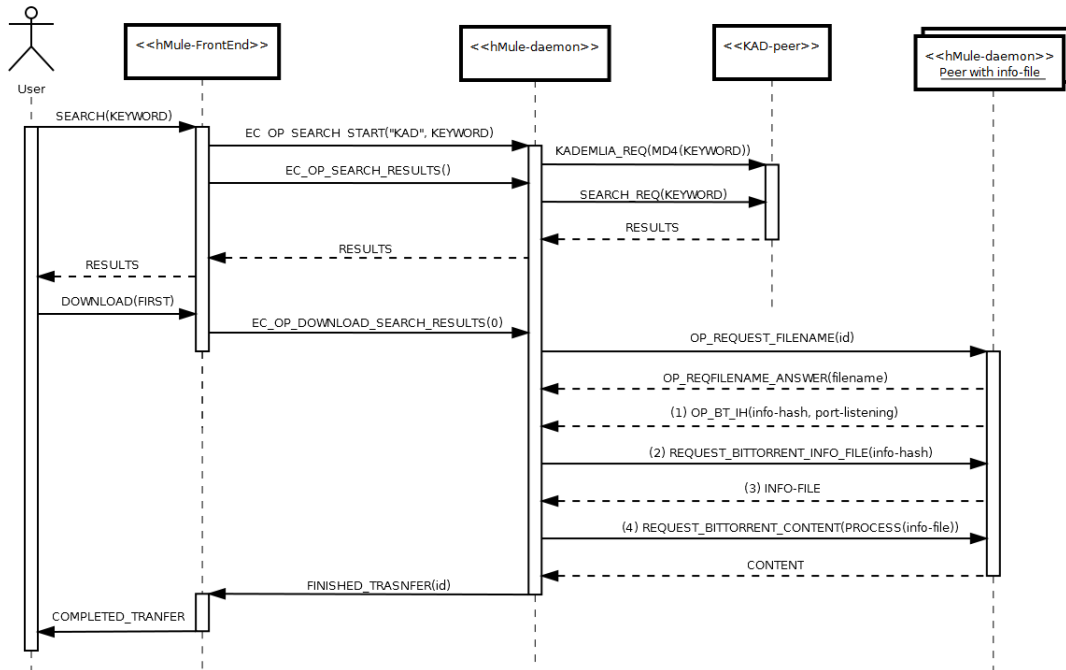 <<hMule-FrontEnd>>
<<hMule-daemon>>
<<KAD-peer>>
<<hMule-daemon>>
Peer with info-file
User
SEARCH(KEYWORD)
EC_OP_SEARCH_START("KAD", KEYWORD)
KADEMLIA_REQ(MD4(KEYWORD))
EC_OP_SEARCH_RESULTS()
SEARCH_REQ(KEYWORD)
RESULTS
RESULTS
RESULTS
DOWNLOAD(FIRST)
EC_OP_DOWNLOAD_SEARCH_RESULTS(0)
OP_REQUEST_FILENAME(id)
OP_REQFILENAME_ANSWER(filename)
(1) OP_BT_IH(info-hash, port-listening)
(2) REQUEST_BITTORRENT_INFO_FILE(info-hash)
(3) INFO-FILE
(4) REQUEST_BITTORRENT_CONTENT(PROCESS(info-file))
CONTENT
FINISHED_TRASNFER(id)
COMPLETED_TRANFER